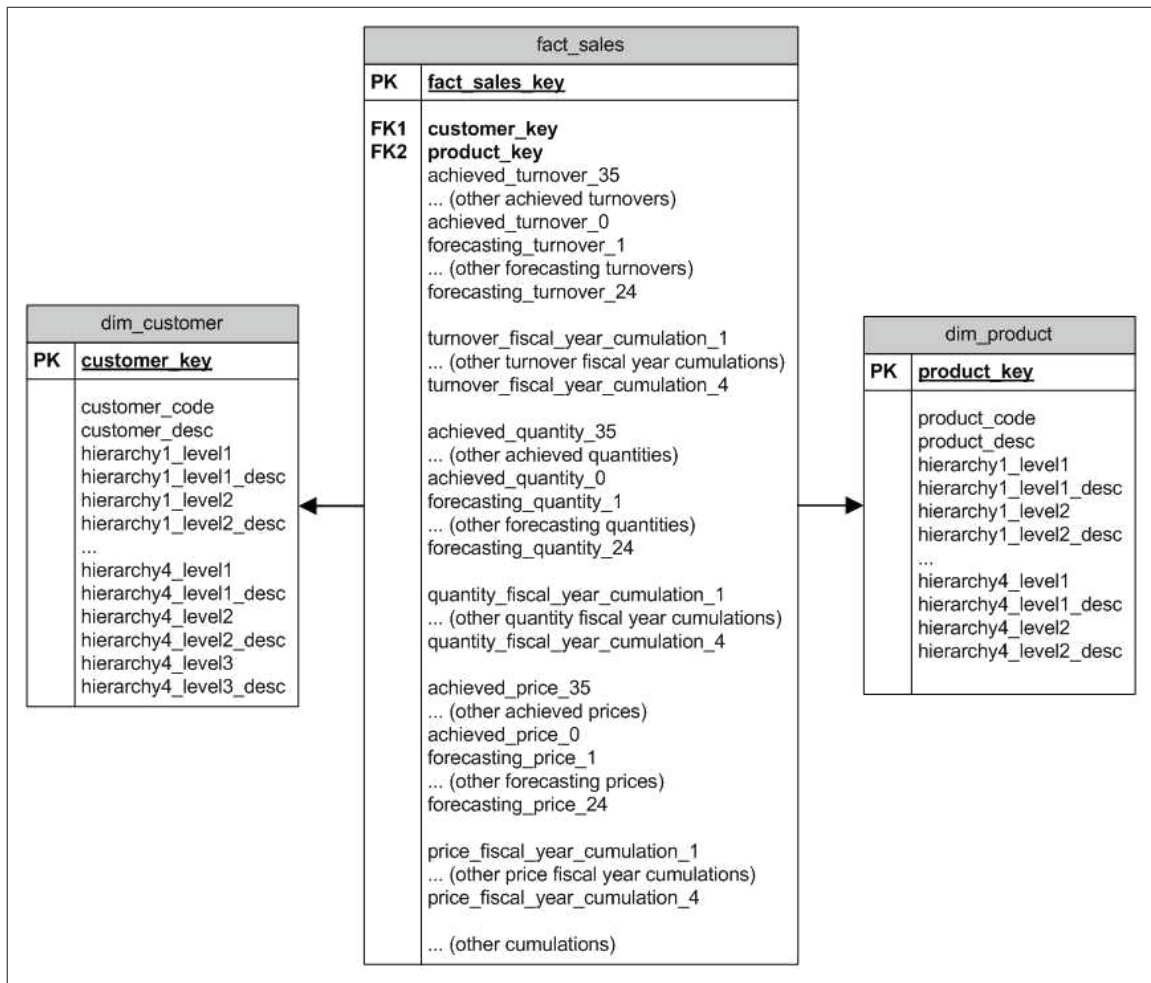 fact_sales
PK fact_sales_key
FK1 customer_key
FK2 product_key
achieved_turnover_35
... (other achieved turnovers)
achieved_turnover_0
forecasting_turnover_1
... (other forecasting turnovers)
forecasting_turnover_24
turnover_fiscal_year_cumulation_1
... (other turnover fiscal year cumulations)
turnover_fiscal_year_cumulation_4
achieved_quantity_35
... (other achieved quantities)
achieved_quantity_0
forecasting_quantity_1
... (other forecasting quantities)
forecasting_quantity_24
quantity_fiscal_year_cumulation_1
... (other quantity fiscal year cumulations)
quantity_fiscal_year_cumulation_4
achieved_price_35
... (other achieved prices)
achieved_price_0
forecasting_price_1
... (other forecasting prices)
forecasting_price_24
price_fiscal_year_cumulation_1
... (other price fiscal year cumulations)
price_fiscal_year_cumulation_4
... (other cumulations)
dim_customer
PK customer_key
customer_code
customer_desc
hierarchy1_level1
hierarchy1_level1_desc
hierarchy1_level2
hierarchy1_level2_desc
...
hierarchy4_level1
hierarchy4_level1_desc
hierarchy4_level2
hierarchy4_level2_desc
hierarchy4_level3
hierarchy4_level3_desc
dim_product
PK product_key
product_code
product_desc
hierarchy1_level1
hierarchy1_level1_desc
hierarchy1_level2
hierarchy1_level2_desc
...
hierarchy4_level1
hierarchy4_level1_desc
hierarchy4_level2
hierarchy4_level2_desc